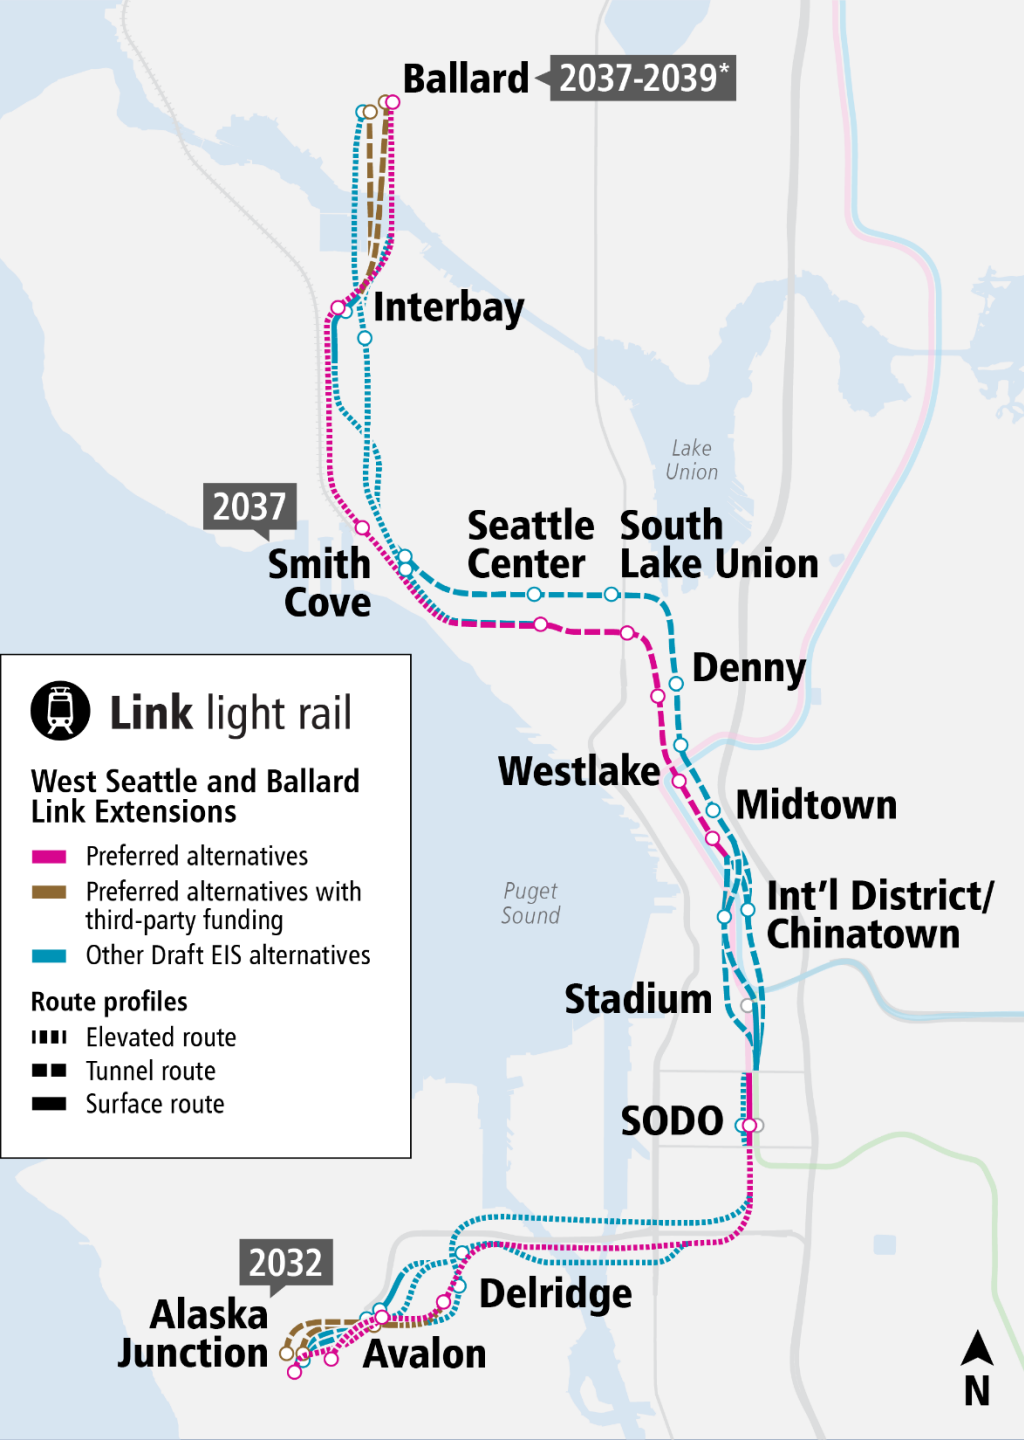 Ballard
2037-2039*
Interbay
Lake
Union
2037
Smith
Cove
Seattle
Center
South
Lake Union
Denny
Westlake
Midtown
Puget
Sound
Int’l District/
Chinatown
Stadium
SODO
Delridge
2032
Alaska
Junction
Avalon
N
Link light rail
West Seattle and Ballard
Link Extensions
Preferred alternatives
Preferred alternatives with
third-party funding
Other Draft EIS alternatives
Route profiles
Elevated route
Tunnel route
Surface route